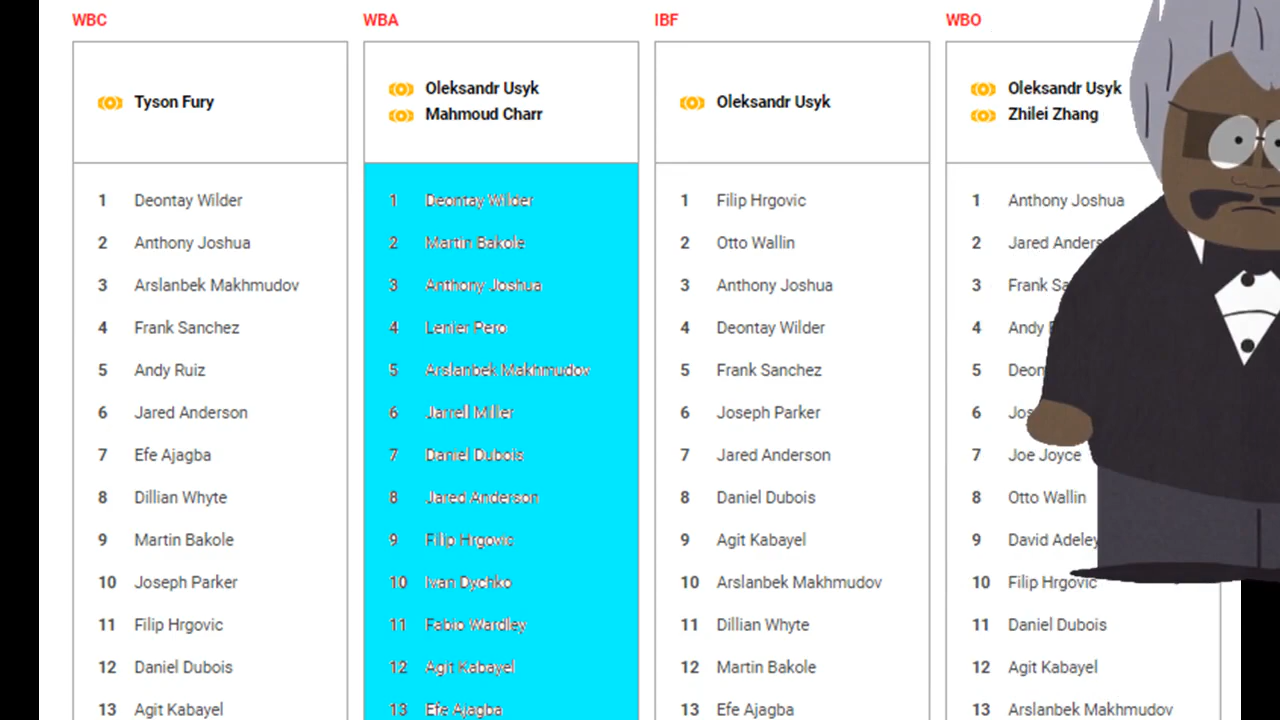 WBC
Tyson Fury
1 Deontay Wilder
2 Anthony Joshua
3 Arslanbek Makhmudov
4 Frank Sanchez
5 Andy Ruiz
6 Jared Anderson
7 Efe Ajagba
8 Dillian Whyte
9 Martin Bakole
10 Joseph Parker
11 Filip Hrgovic
12 Daniel Dubois
13 Agit Kabayel
WBA
Oleksandr Usyk
Mahmoud Charr
1 Deontay Wilder
2 Martin Bakole
3 Anthony Joshua
4 Lenier Pero
5 Arslanbek Makhmudov
6 Jarrell Miller
7 Daniel Dubois
8 Jared Anderson
9 Filip Hrgovic
10 Ivan Dychko
11 Fabio Wardley
12 Agit Kabayel
13 Efe Ajagba
IBF
Oleksandr Usyk
1 Filip Hrgovic
2 Otto Wallin
3 Anthony Joshua
4 Deontay Wilder
5 Frank Sanchez
6 Joseph Parker
7 Jared Anderson
8 Daniel Dubois
9 Agit Kabayel
10 Arslanbek Makhmudov
11 Dillian Whyte
12 Martin Bakole
13 Efe Ajagba
WBO
Oleksandr Usyk
Zhilei Zhang
1 Anthony Joshua
2 Jared
3 Frank
4 Andy
5
6
7 Joe Joyce
8 Otto Wallin
9 David Adeley
10 Filip Hrgovic
11 Daniel Dubois
12 Agit Kabayel
13 Arslanbek Makhmudov